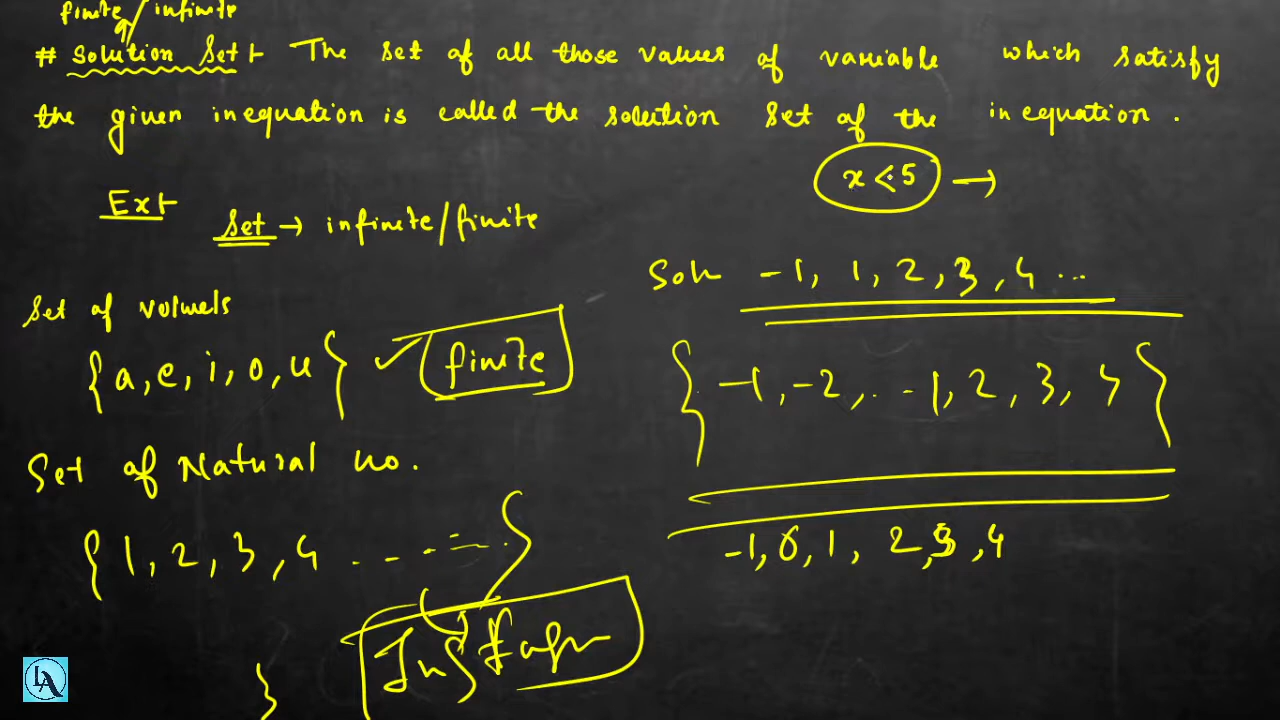 finite / infinite
# Solution Set :- The set of all those values of variable which satisfy
the given inequation is called the solution set of the inequation.
x < 5 →
Ex :-
Set → infinite/finite
Soln -1, 1, 2, 3, 4 ...
Set of volwels
{a, e, i, o, u} ✓ finite
{-1, -2, .. -1, 2, 3, 4}
Set of Natural no.
{1, 2, 3, 4 ......}
-1, 0, 1, 2, 3, 4
}
LA